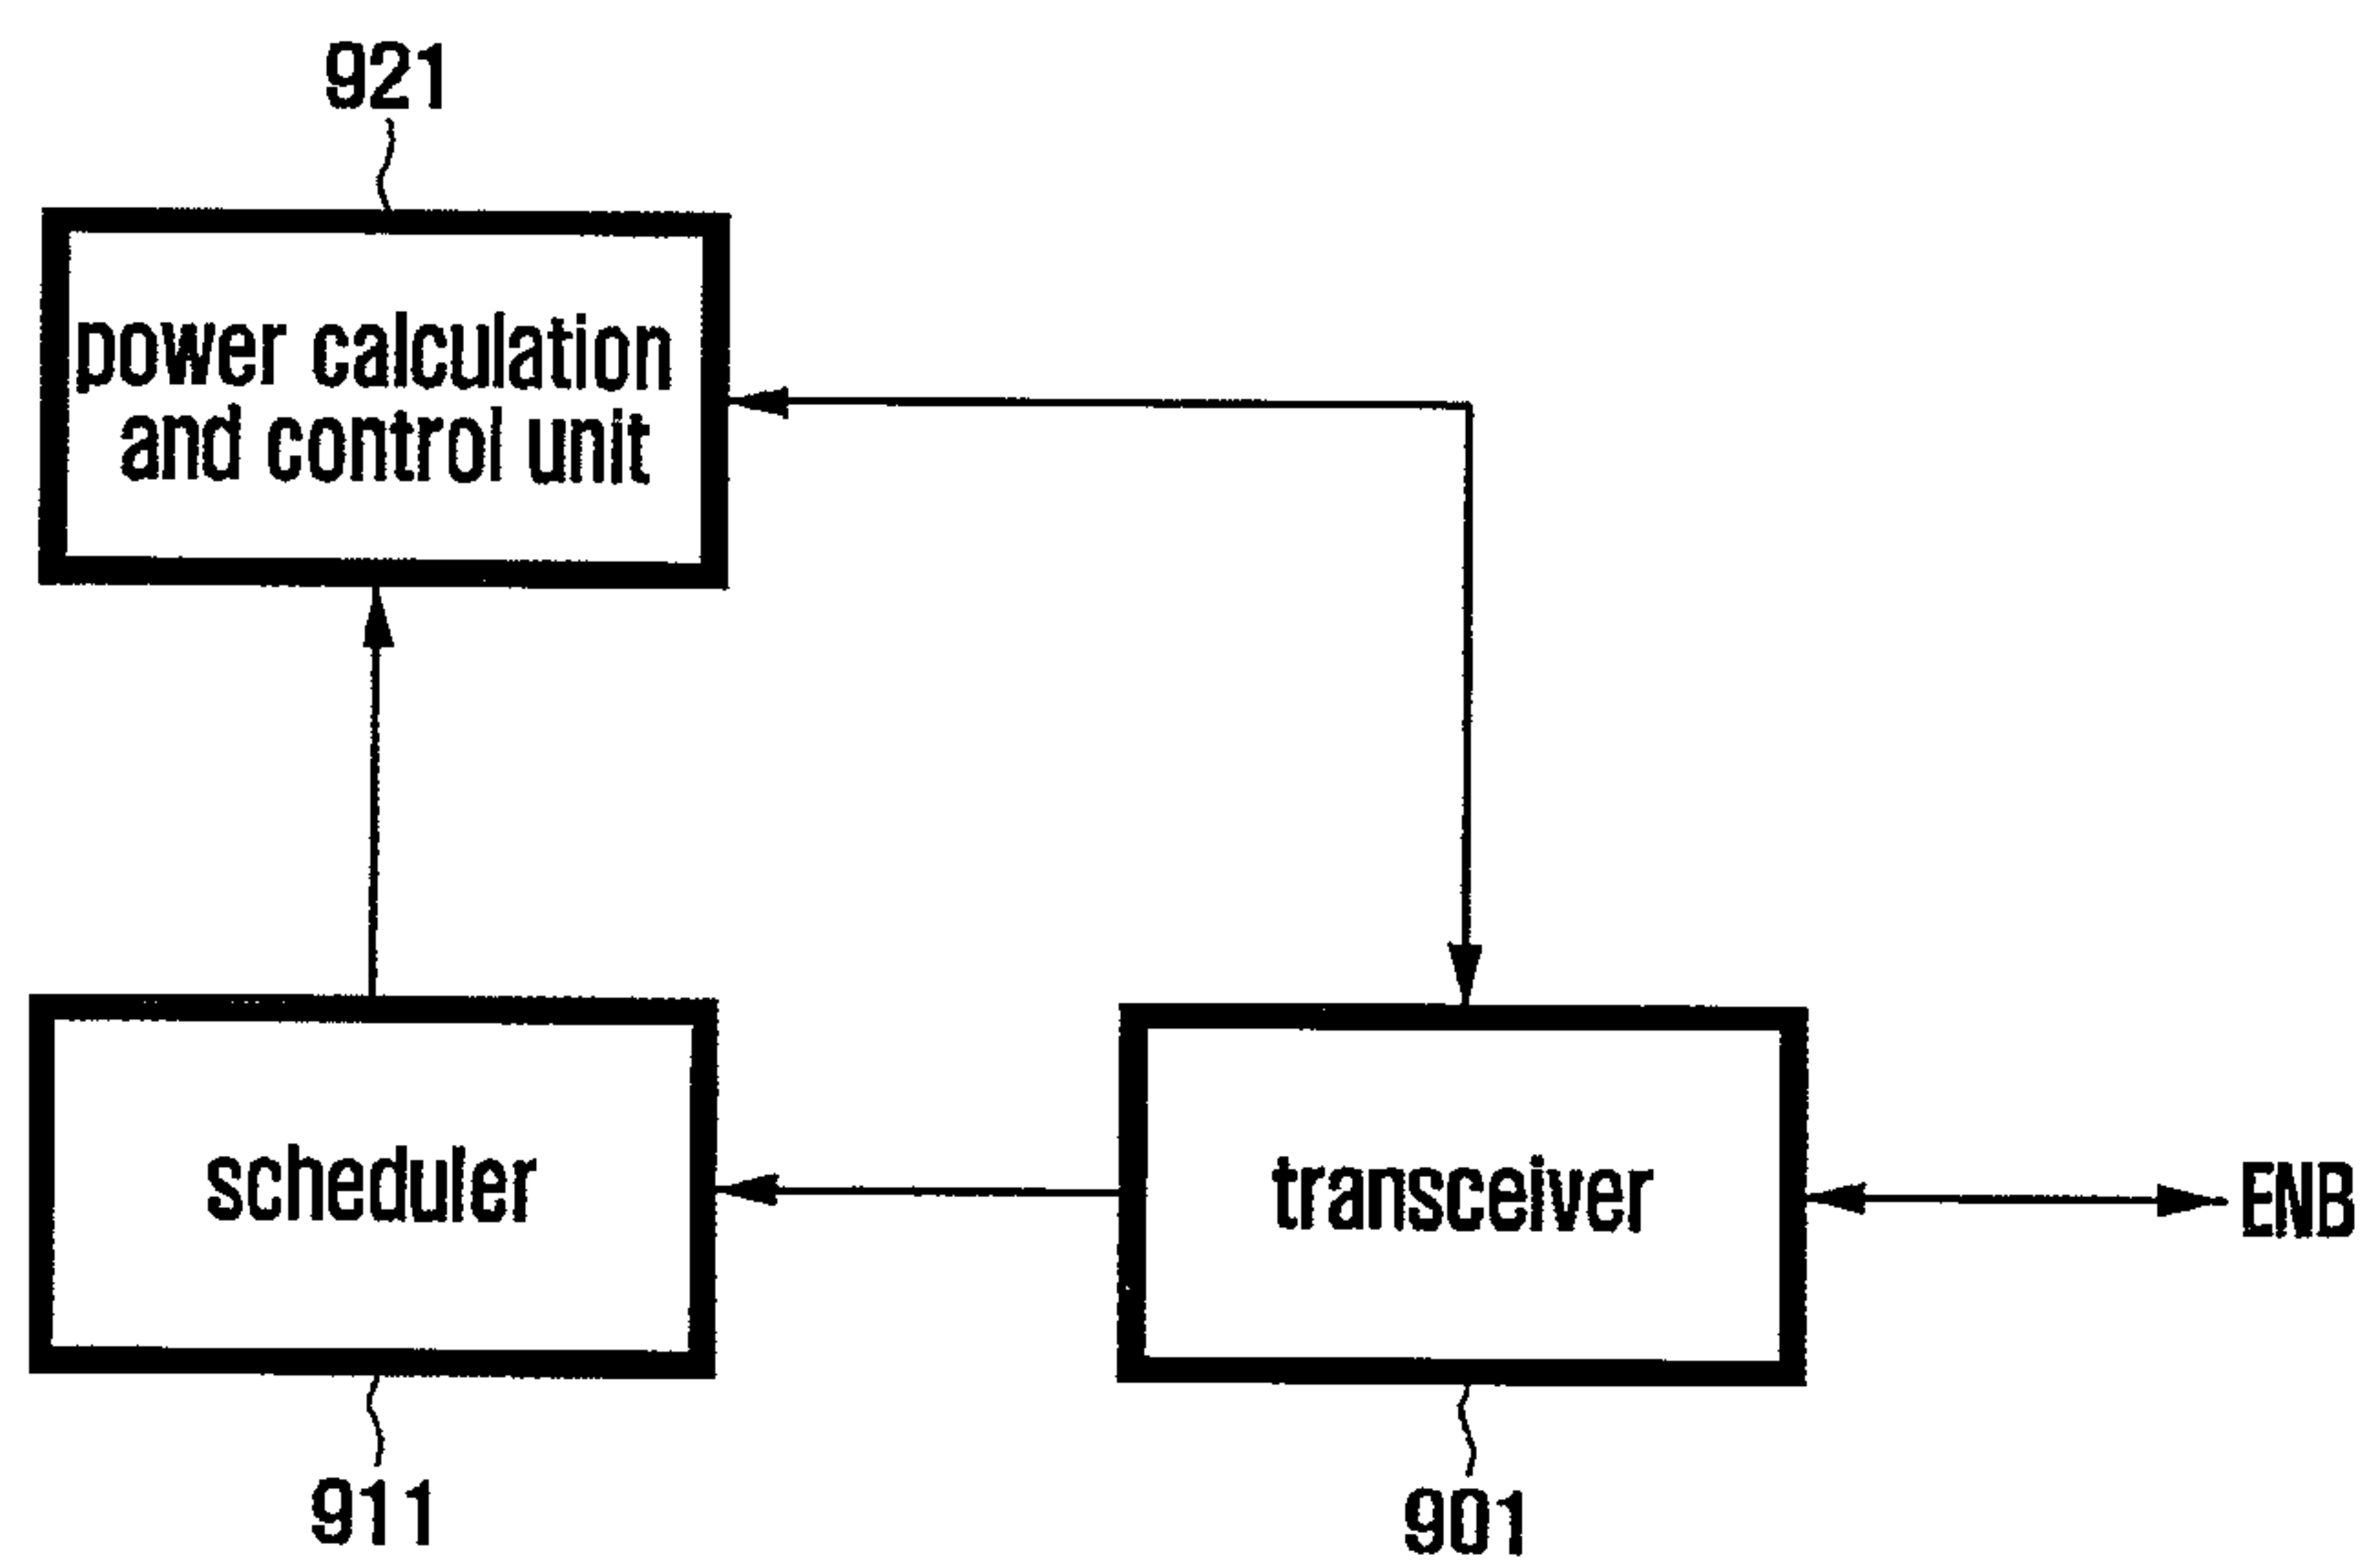 921
power calculation
and control unit
scheduler
transceiver
ENB
911
901